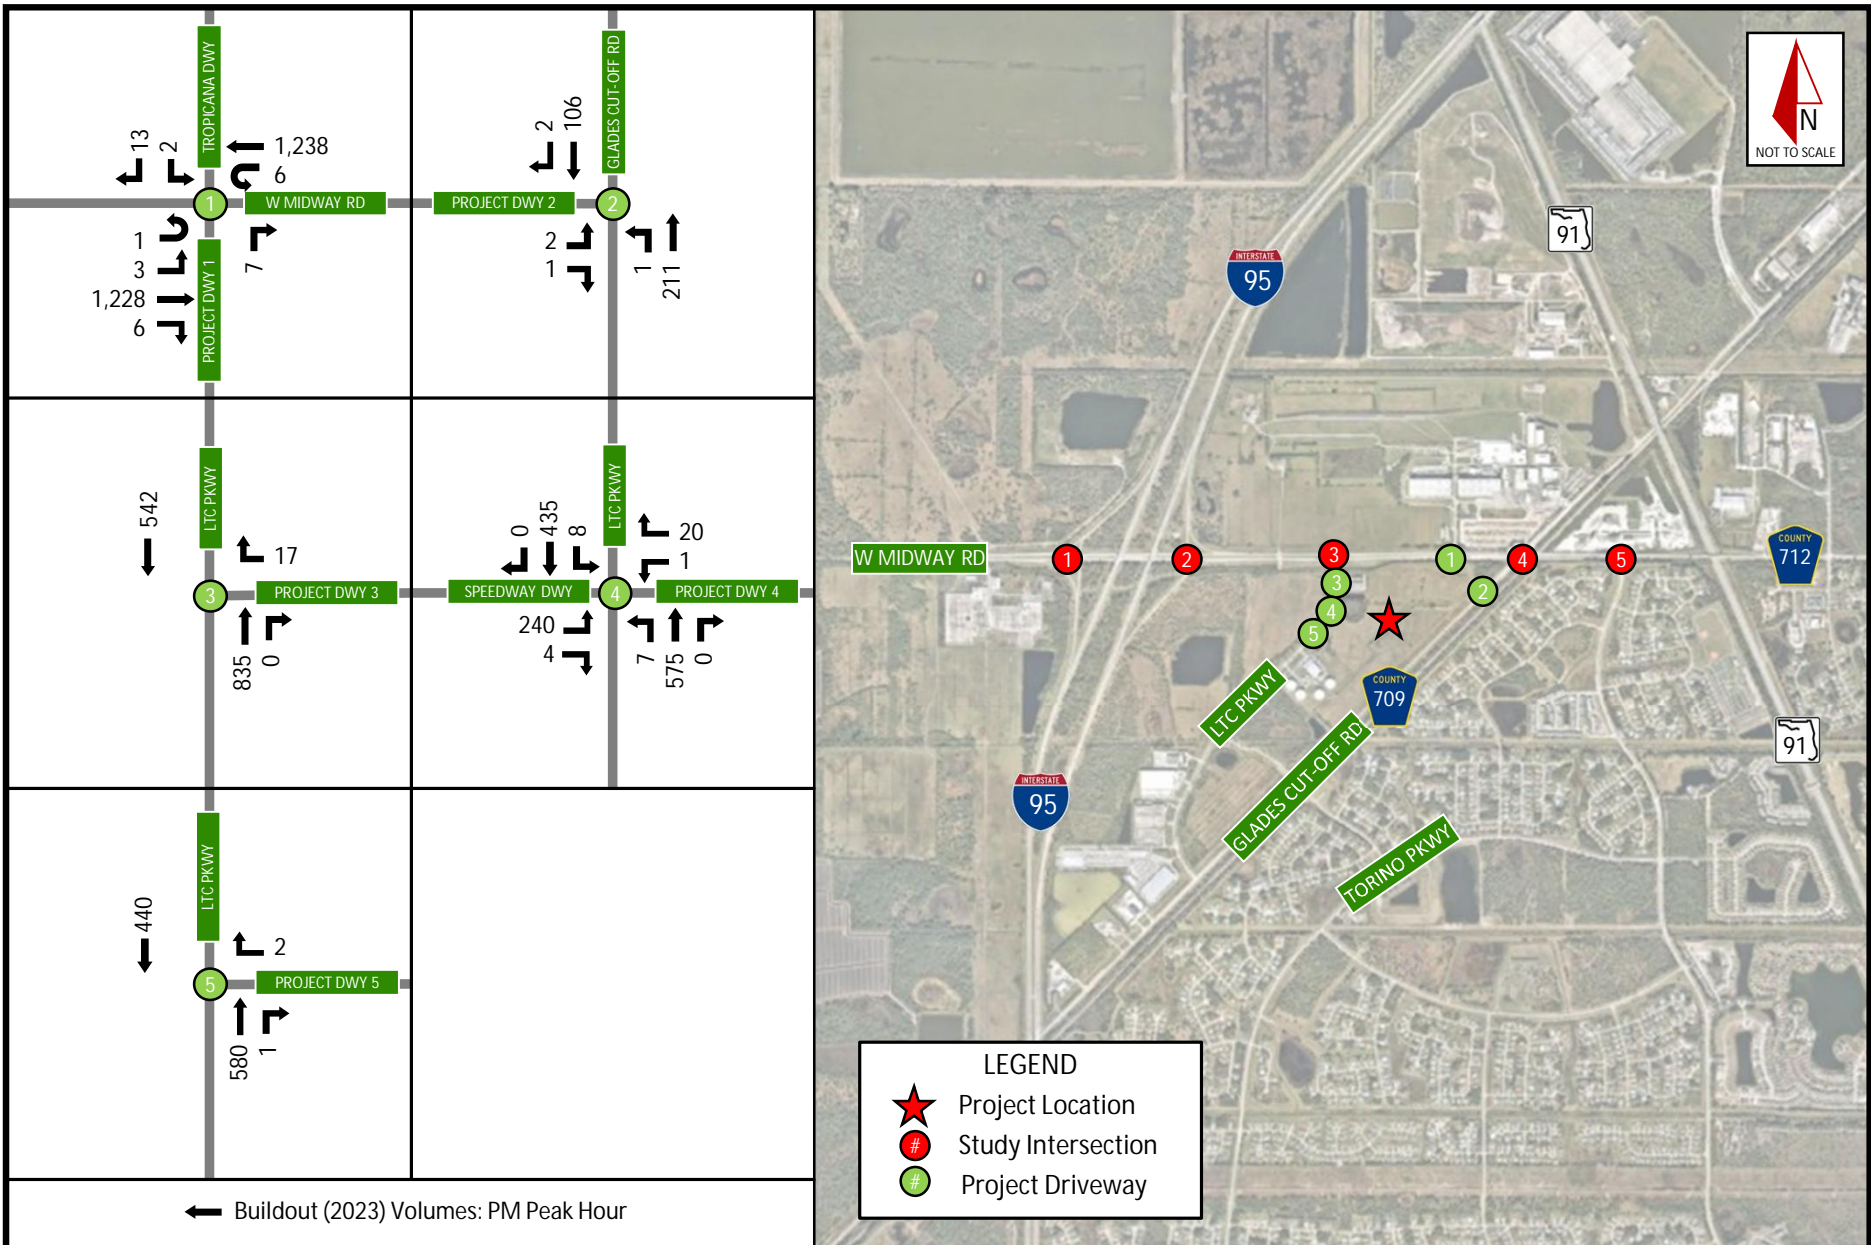 TROPICANA DWY
13
2
1,238
6
1
W MIDWAY RD
1
3
1,228
6
7
PROJECT DWY 1
GLADES CUT-OFF RD
2
106
PROJECT DWY 2
2
2
1
1
211
LTC PKWY
542
17
3
PROJECT DWY 3
835
0
LTC PKWY
0
435
8
20
1
SPEEDWAY DWY
4
PROJECT DWY 4
240
4
7
575
0
LTC PKWY
440
2
5
PROJECT DWY 5
580
1
Buildout (2023) Volumes: PM Peak Hour
N
NOT TO SCALE
91
INTERSTATE
95
W MIDWAY RD
1
2
3
1
4
5
COUNTY
712
3
2
4
5
LTC PKWY
COUNTY
709
GLADES CUT-OFF RD
91
INTERSTATE
95
TORINO PKWY
LEGEND
Project Location
# Study Intersection
# Project Driveway